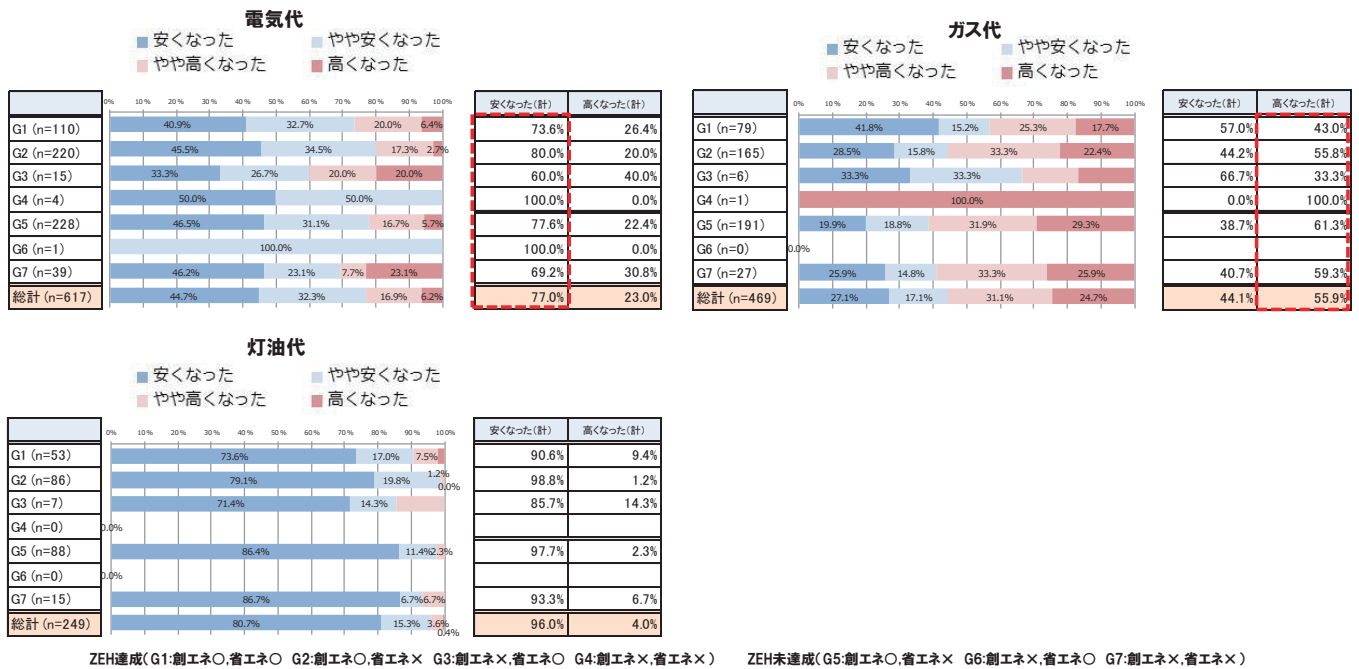 電気代
安くなった やや安くなった
やや高くなった 高くなった
0% 10% 20% 30% 40% 50% 60% 70% 80% 90% 100%
安くなった(計) 高くなった(計)
G1 (n=110) 40.9% 32.7% 20.0% 6.4% 73.6% 26.4%
G2 (n=220) 45.5% 34.5% 17.3% 2.7% 80.0% 20.0%
G3 (n=15) 33.3% 26.7% 20.0% 20.0% 60.0% 40.0%
G4 (n=4) 50.0% 50.0% 100.0% 0.0%
G5 (n=228) 46.5% 31.1% 16.7% 5.7% 77.6% 22.4%
G6 (n=1) 100.0% 100.0% 0.0%
G7 (n=39) 46.2% 23.1% 7.7% 23.1% 69.2% 30.8%
総計 (n=617) 44.7% 32.3% 16.9% 6.2% 77.0% 23.0%
ガス代
安くなった やや安くなった
やや高くなった 高くなった
0% 10% 20% 30% 40% 50% 60% 70% 80% 90% 100%
安くなった(計) 高くなった(計)
G1 (n=79) 41.8% 15.2% 25.3% 17.7% 57.0% 43.0%
G2 (n=165) 28.5% 15.8% 33.3% 22.4% 44.2% 55.8%
G3 (n=6) 33.3% 33.3% 66.7% 33.3%
G4 (n=1) 100.0% 0.0% 100.0%
G5 (n=191) 19.9% 18.8% 31.9% 29.3% 38.7% 61.3%
G6 (n=0) 0.0%
G7 (n=27) 25.9% 14.8% 33.3% 25.9% 40.7% 59.3%
総計 (n=469) 27.1% 17.1% 31.1% 24.7% 44.1% 55.9%
灯油代
安くなった やや安くなった
やや高くなった 高くなった
0% 10% 20% 30% 40% 50% 60% 70% 80% 90% 100%
安くなった(計) 高くなった(計)
G1 (n=53) 73.6% 17.0% 7.5% 90.6% 9.4%
G2 (n=86) 79.1% 19.8% 1.2% 0.0% 98.8% 1.2%
G3 (n=7) 71.4% 14.3% 85.7% 14.3%
G4 (n=0) 0.0%
G5 (n=88) 86.4% 11.4% 2.3% 97.7% 2.3%
G6 (n=0) 0.0%
G7 (n=15) 86.7% 6.7% 6.7% 93.3% 6.7%
総計 (n=249) 80.7% 15.3% 3.6% 0.4% 96.0% 4.0%
ZEH達成(G1:創エネ○,省エネ○ G2:創エネ○,省エネ× G3:創エネ×,省エネ○ G4:創エネ×,省エネ×) ZEH未達成(G5:創エネ○,省エネ× G6:創エネ×,省エネ○ G7:創エネ×,省エネ×)